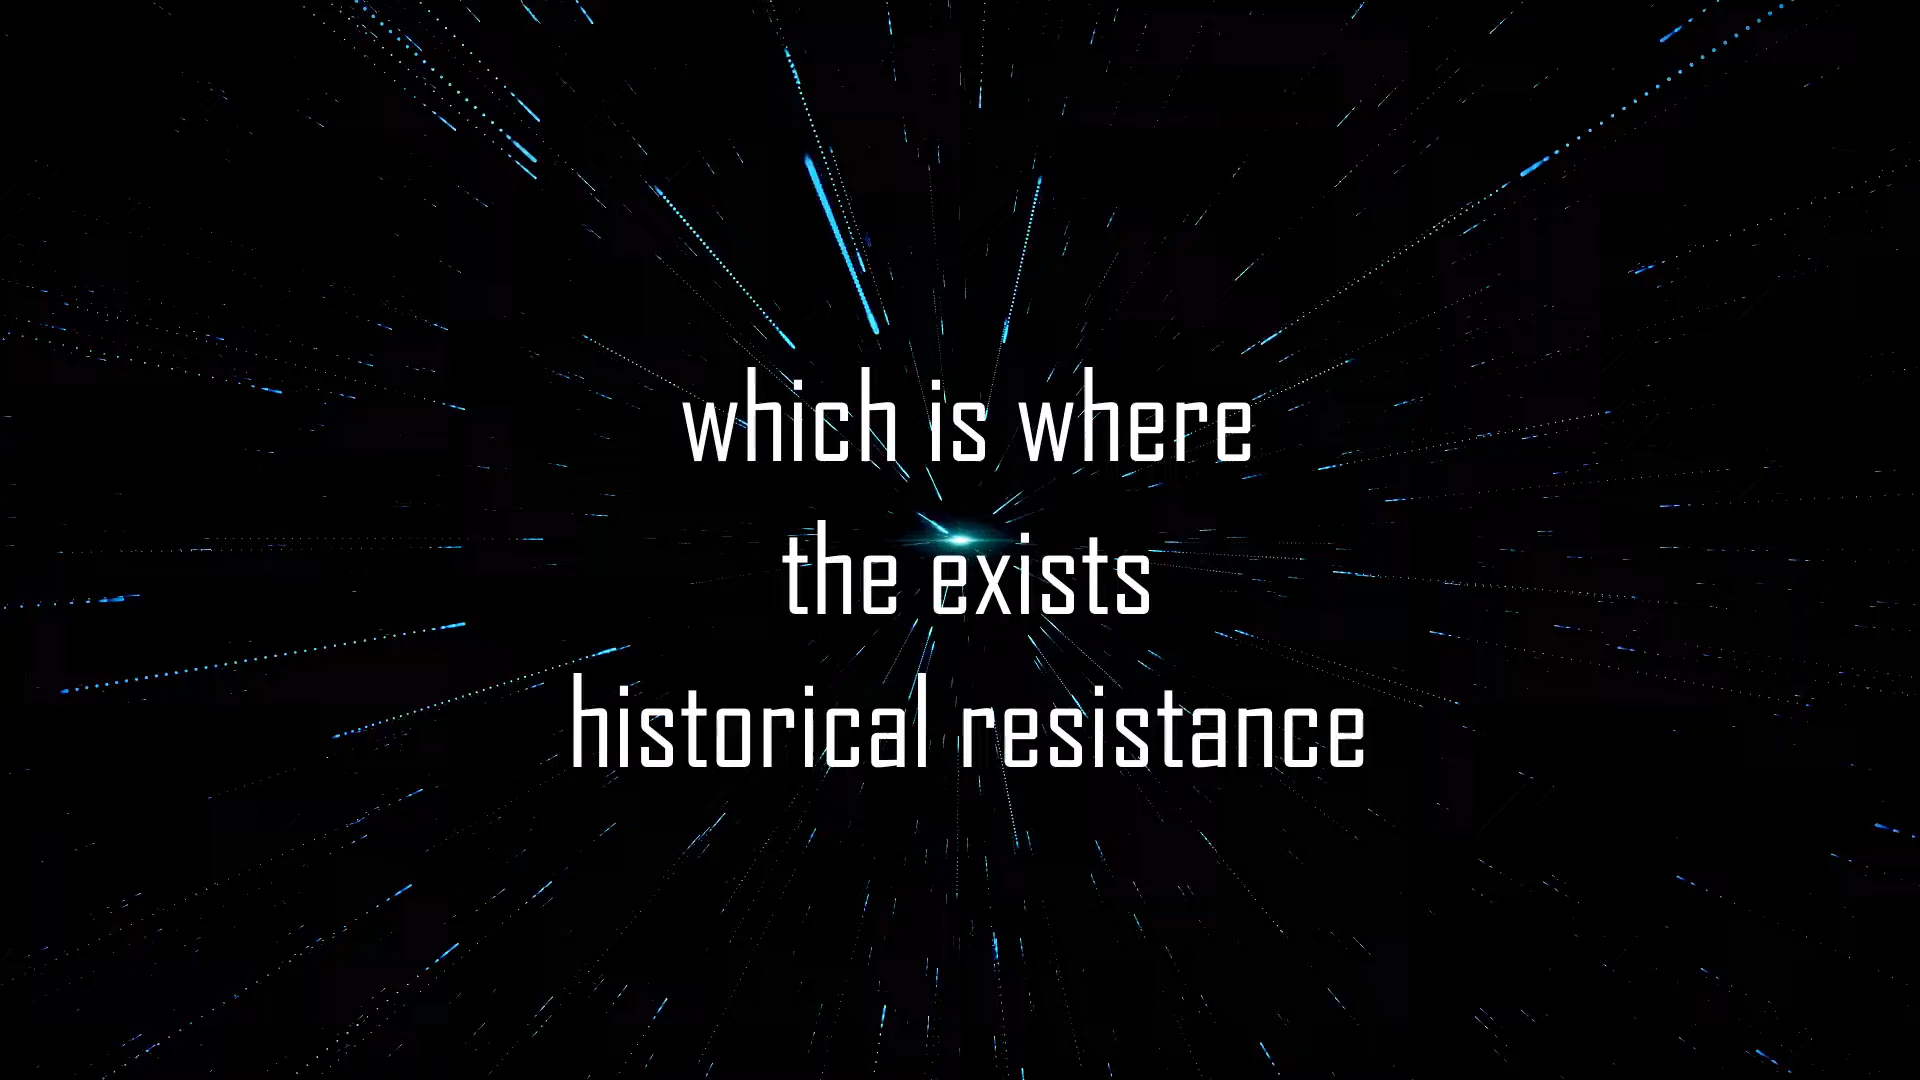 which is where
the exists
historical resistance